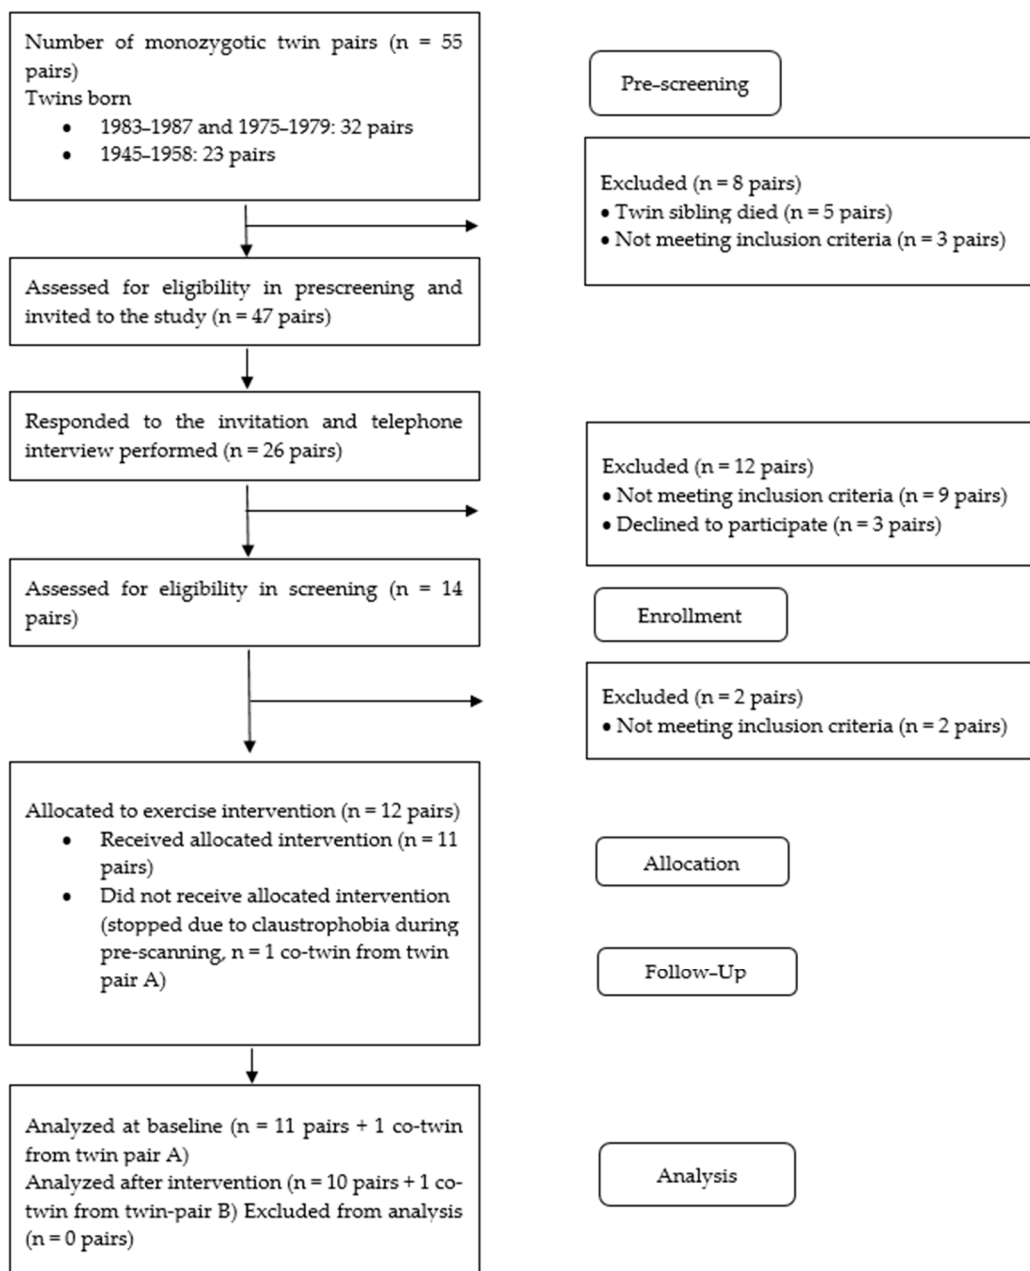 Number of monozygotic twin pairs (n = 55
pairs)
Twins born
• 1983–1987 and 1975–1979: 32 pairs
• 1945–1958: 23 pairs
Pre-screening
Excluded (n = 8 pairs)
• Twin sibling died (n = 5 pairs)
• Not meeting inclusion criteria (n = 3 pairs)
Assessed for eligibility in prescreening and
invited to the study (n = 47 pairs)
Responded to the invitation and telephone
interview performed (n = 26 pairs)
Excluded (n = 12 pairs)
• Not meeting inclusion criteria (n = 9 pairs)
• Declined to participate (n = 3 pairs)
Assessed for eligibility in screening (n = 14
pairs)
Enrollment
Excluded (n = 2 pairs)
• Not meeting inclusion criteria (n = 2 pairs)
Allocated to exercise intervention (n = 12 pairs)
• Received allocated intervention (n = 11
pairs)
• Did not receive allocated intervention
(stopped due to claustrophobia during
pre-scanning, n = 1 co-twin from twin
pair A)
Allocation
Follow-Up
Analyzed at baseline (n = 11 pairs + 1 co-twin
from twin pair A)
Analyzed after intervention (n = 10 pairs + 1 co-
twin from twin-pair B) Excluded from analysis
(n = 0 pairs)
Analysis